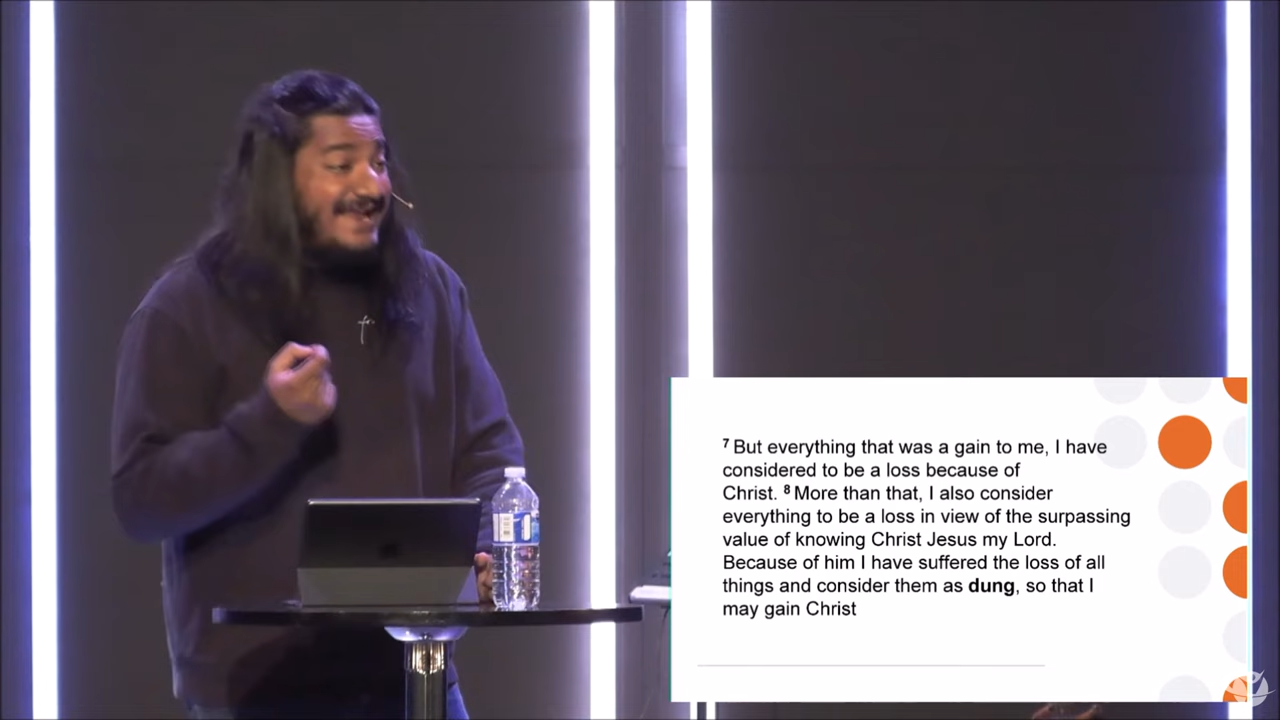 ⁷ But everything that was a gain to me, I have
considered to be a loss because of
Christ. ⁸ More than that, I also consider
everything to be a loss in view of the surpassing
value of knowing Christ Jesus my Lord.
Because of him I have suffered the loss of all
things and consider them as dung, so that I
may gain Christ